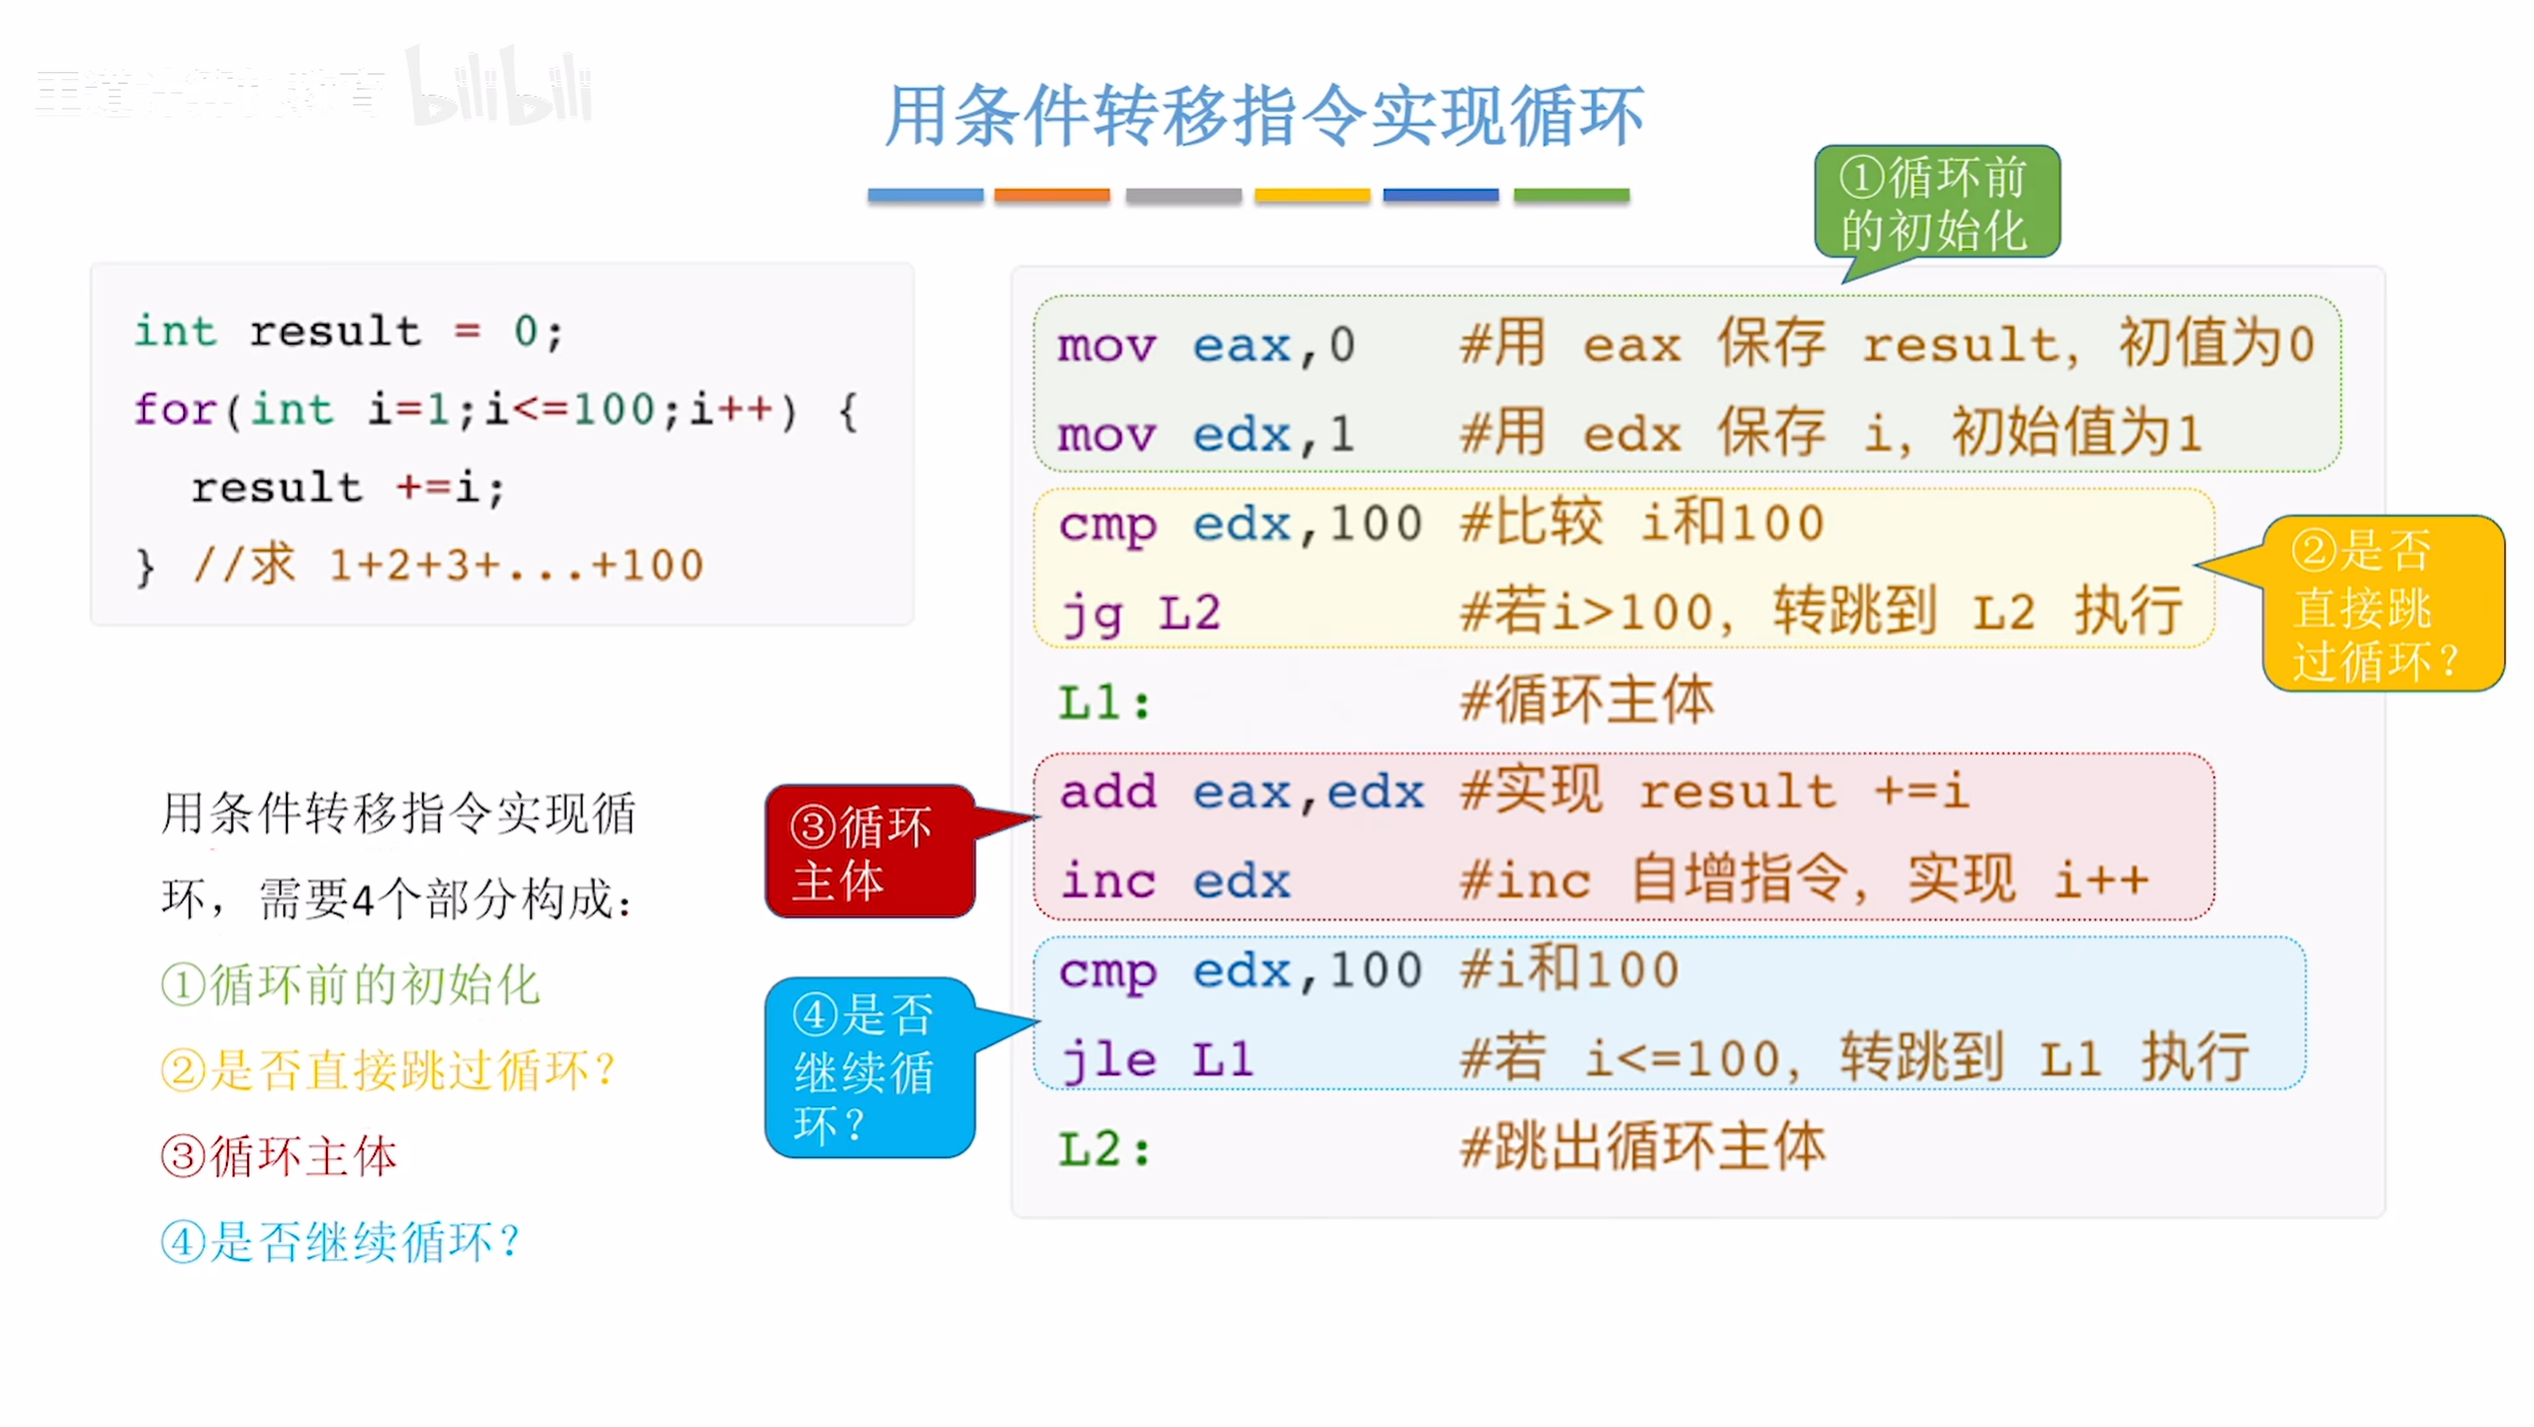 王道计算机教育 bilibili
用条件转移指令实现循环
①循环前
的初始化
int result = 0;
for(int i=1;i<=100;i++) {
result +=i;
} //求 1+2+3+...+100
mov eax,0 #用 eax 保存 result，初值为0
mov edx,1 #用 edx 保存 i，初始值为1
cmp edx,100 #比较 i和100
jg L2 #若i>100，转跳到 L2 执行
②是否
直接跳
过循环？
L1: #循环主体
add eax,edx #实现 result +=i
inc edx #inc 自增指令，实现 i++
③循环
主体
cmp edx,100 #i和100
jle L1 #若 i<=100，转跳到 L1 执行
④是否
继续循
环？
L2: #跳出循环主体
用条件转移指令实现循
环，需要4个部分构成：
①循环前的初始化
②是否直接跳过循环？
③循环主体
④是否继续循环？